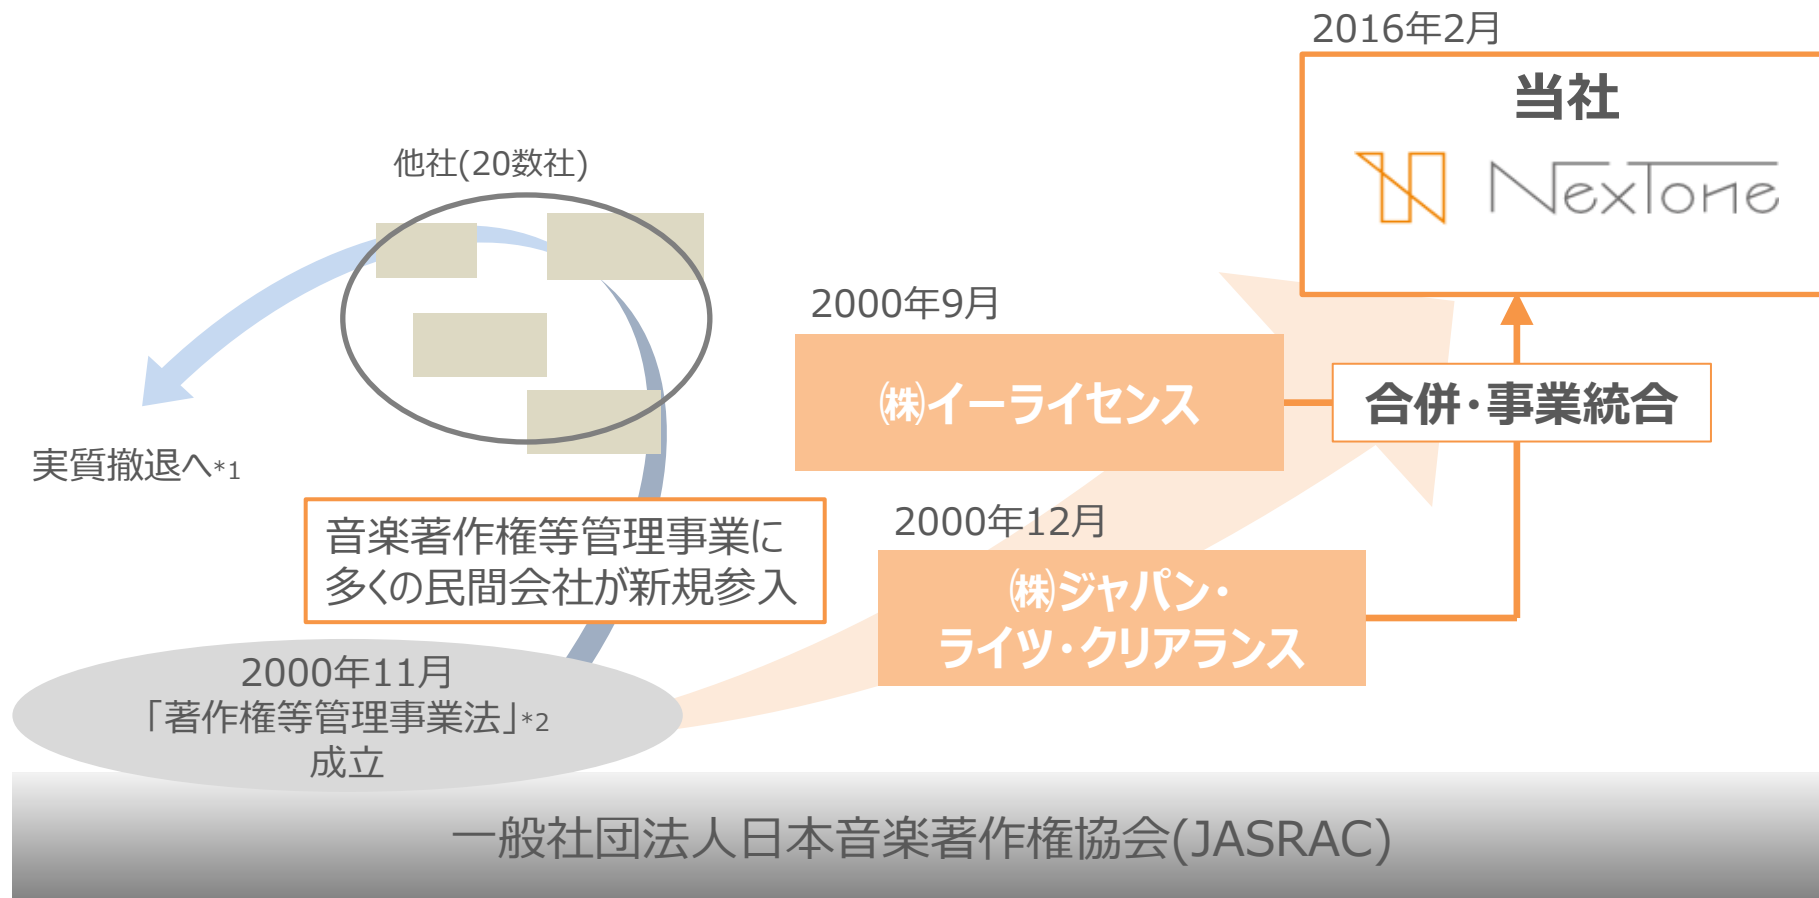 2016年2月
当社
NexTone
他社(20数社)
2000年9月
㈱イーライセンス
合併・事業統合
実質撤退へ*1
音楽著作権等管理事業に
多くの民間会社が新規参入
2000年12月
㈱ジャパン・
ライツ・クリアランス
2000年11月
「著作権等管理事業法」*2
成立
一般社団法人日本音楽著作権協会(JASRAC)